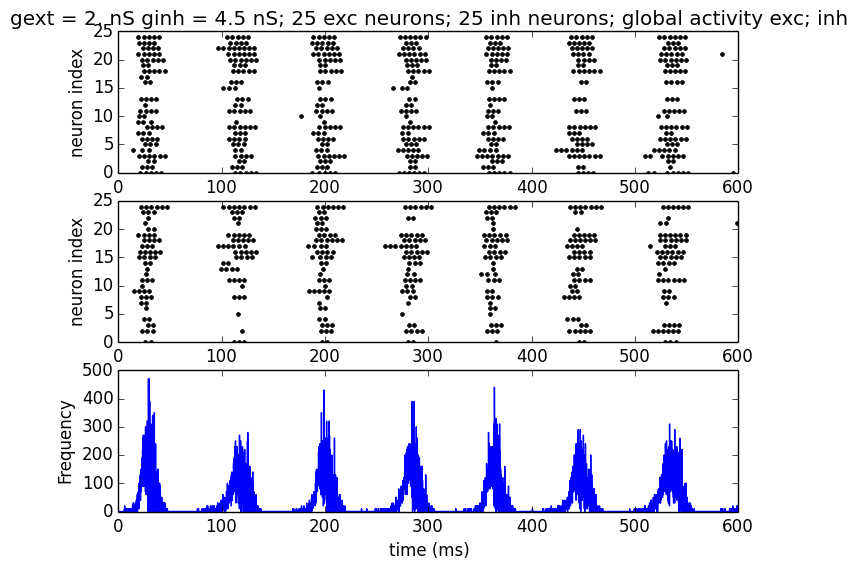 gext = 2. nS ginh = 4.5 nS; 25 exc neurons; 25 inh neurons; global activity exc; inh
25
20
15
10
5
0
neuron index
0 100 200 300 400 500 600
25
20
15
10
5
0
neuron index
0 100 200 300 400 500 600
500
400
300
200
100
0
Frequency
0 100 200 300 400 500 600
time (ms)